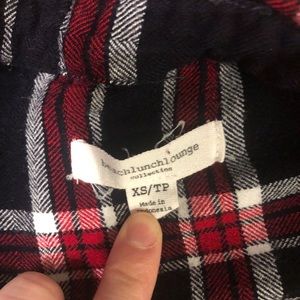 beachlunchlounge
collection
XS/TP
Made in
Indonesia